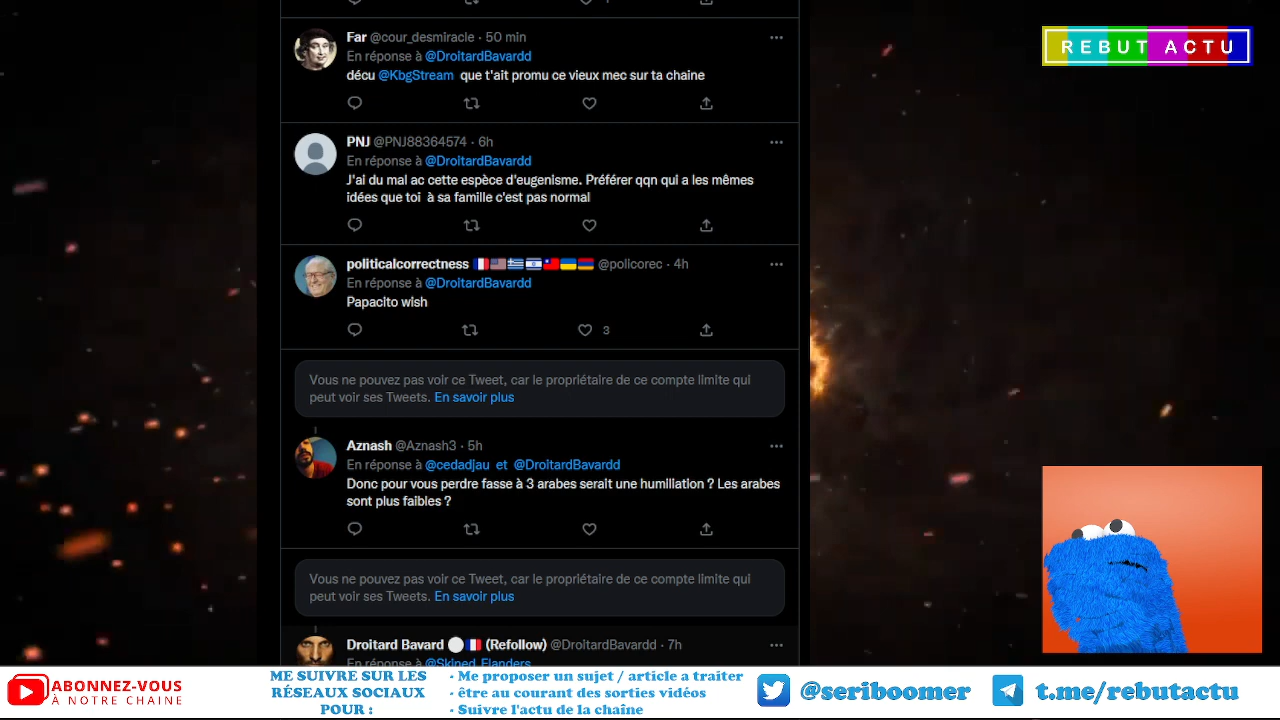 REBUT ACTU
Far @cour_desmiracle · 50 min
En réponse à @DroitardBavardd
décu @KbgStream que t'ait promu ce vieux mec sur ta chaine
PNJ @PNJ88364574 · 6h
En réponse à @DroitardBavardd
J'ai du mal ac cette espèce d'eugenisme. Préférer qqn qui a les mêmes
idées que toi à sa famille c'est pas normal
politicalcorrectness @policorec · 4h
En réponse à @DroitardBavardd
Papacito wish
3
Vous ne pouvez pas voir ce Tweet, car le propriétaire de ce compte limite qui
peut voir ses Tweets. En savoir plus
Aznash @Aznash3 · 5h
En réponse à @cedadjau et @DroitardBavardd
Donc pour vous perdre fasse à 3 arabes serait une humiliation ? Les arabes
sont plus faibles ?
Vous ne pouvez pas voir ce Tweet, car le propriétaire de ce compte limite qui
peut voir ses Tweets. En savoir plus
Droitard Bavard (Refollow) @DroitardBavardd · 7h
En réponse à @Skined_Flanders
ABONNEZ-VOUS
À NOTRE CHAINE
ME SUIVRE SUR LES
RÉSEAUX SOCIAUX
POUR :
- Me proposer un sujet / article a traiter
- être au courant des sorties vidéos
- Suivre l'actu de la chaîne
@seriboomer
t.me/rebutactu